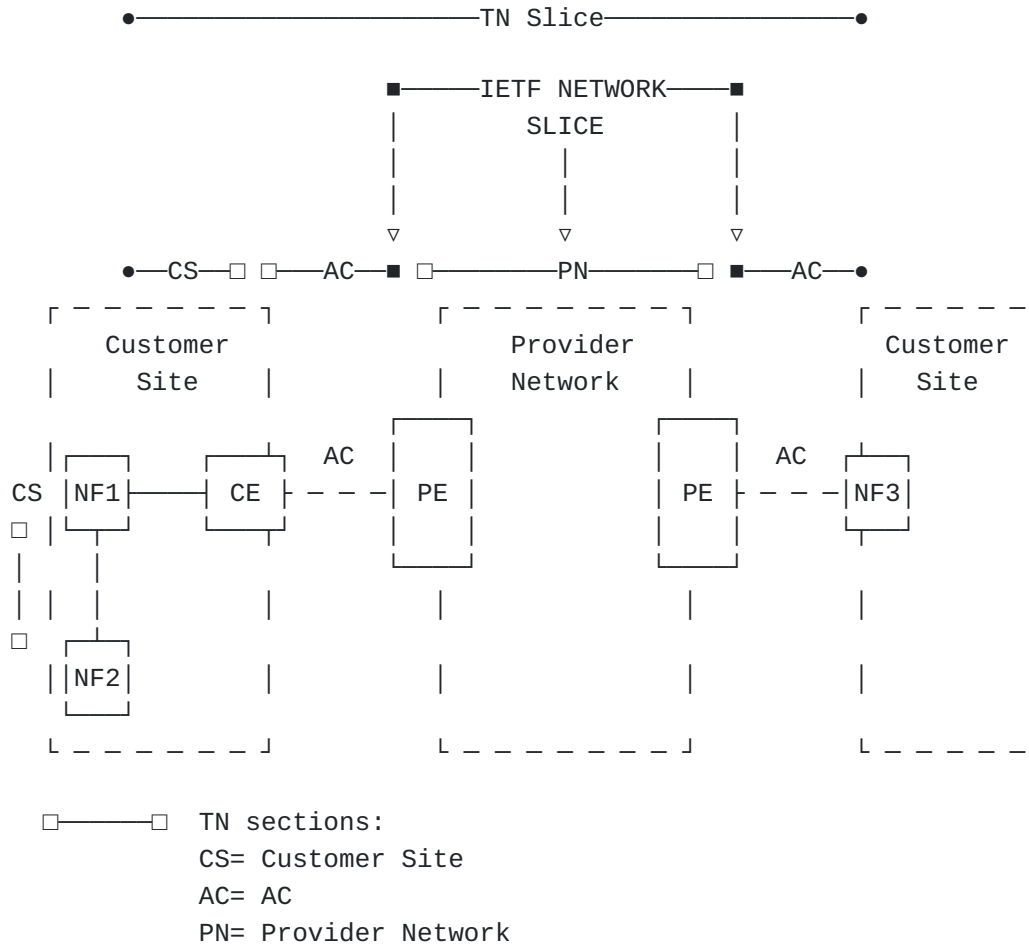 TN Slice
IETF NETWORK
SLICE
CS AC PN AC
Customer Provider Customer
Site Network Site
AC AC
CS NF1 CE PE PE NF3
NF2
TN sections:
CS= Customer Site
AC= AC
PN= Provider Network